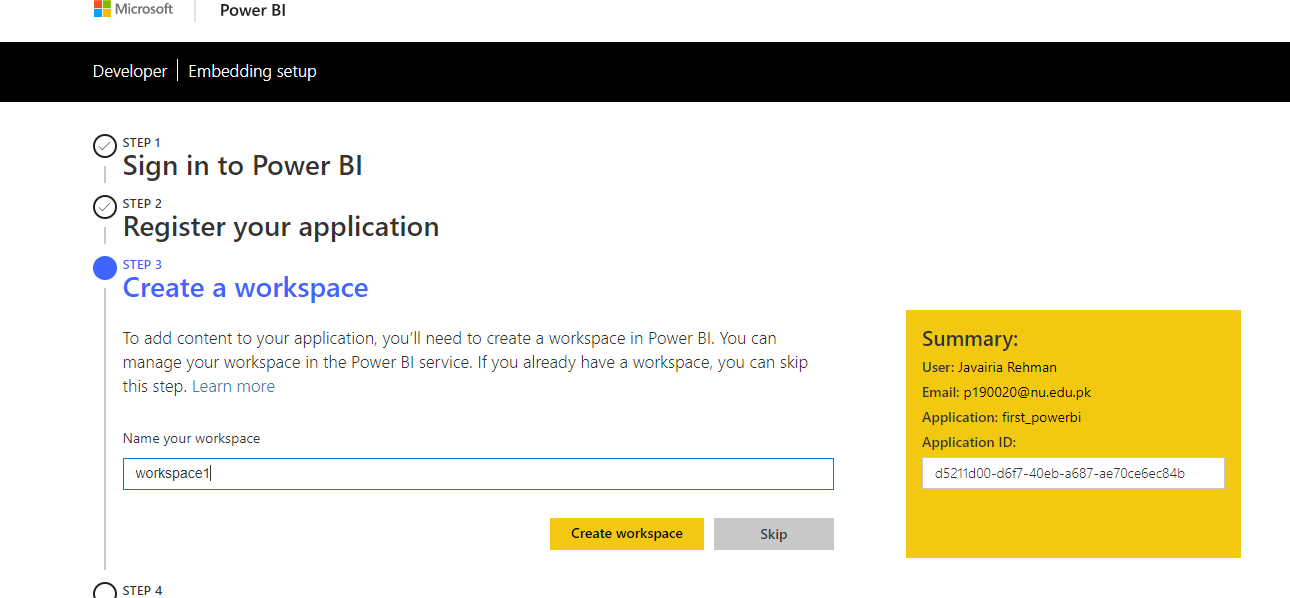 Microsoft
Power BI
Developer
Embedding setup
STEP 1
Sign in to Power BI
STEP 2
Register your application
STEP 3
Create a workspace
To add content to your application, you’ll need to create a workspace in Power BI. You can
manage your workspace in the Power BI service. If you already have a workspace, you can skip
this step. Learn more
Name your workspace
workspace1
Create workspace
Skip
Summary:
User: Javairia Rehman
Email: p190020@nu.edu.pk
Application: first_powerbi
Application ID:
d5211d00-d6f7-40eb-a687-ae70ce6ec84b
STEP 4